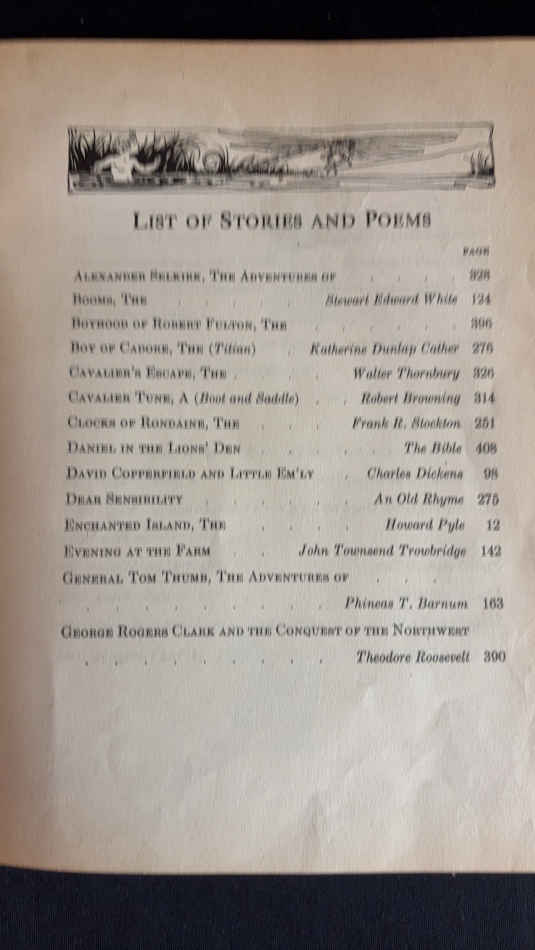 List of Stories and Poems
PAGE
Alexander Selkirk, The Adventures of . . . . 328
Booms, The . . . . . Stewart Edward White 124
Boyhood of Robert Fulton, The . . . . . . 396
Boy of Cadore, The (Titian) . Katherine Dunlap Cather 276
Cavalier's Escape, The . . . Walter Thornbury 326
Cavalier Tune, A (Boot and Saddle) . . Robert Browning 314
Clocks of Rondaine, The . . . Frank R. Stockton 251
Daniel in the Lions' Den . . . . . The Bible 408
David Copperfield and Little Em'ly . Charles Dickens 98
Dear Sensibility . . . . . . An Old Rhyme 275
Enchanted Island, The . . . . Howard Pyle 12
Evening at the Farm . . John Townsend Trowbridge 142
General Tom Thumb, The Adventures of . . .
. . . . . . . . . . Phineas T. Barnum 163
George Rogers Clark and the Conquest of the Northwest
. . . . . . . . . Theodore Roosevelt 390